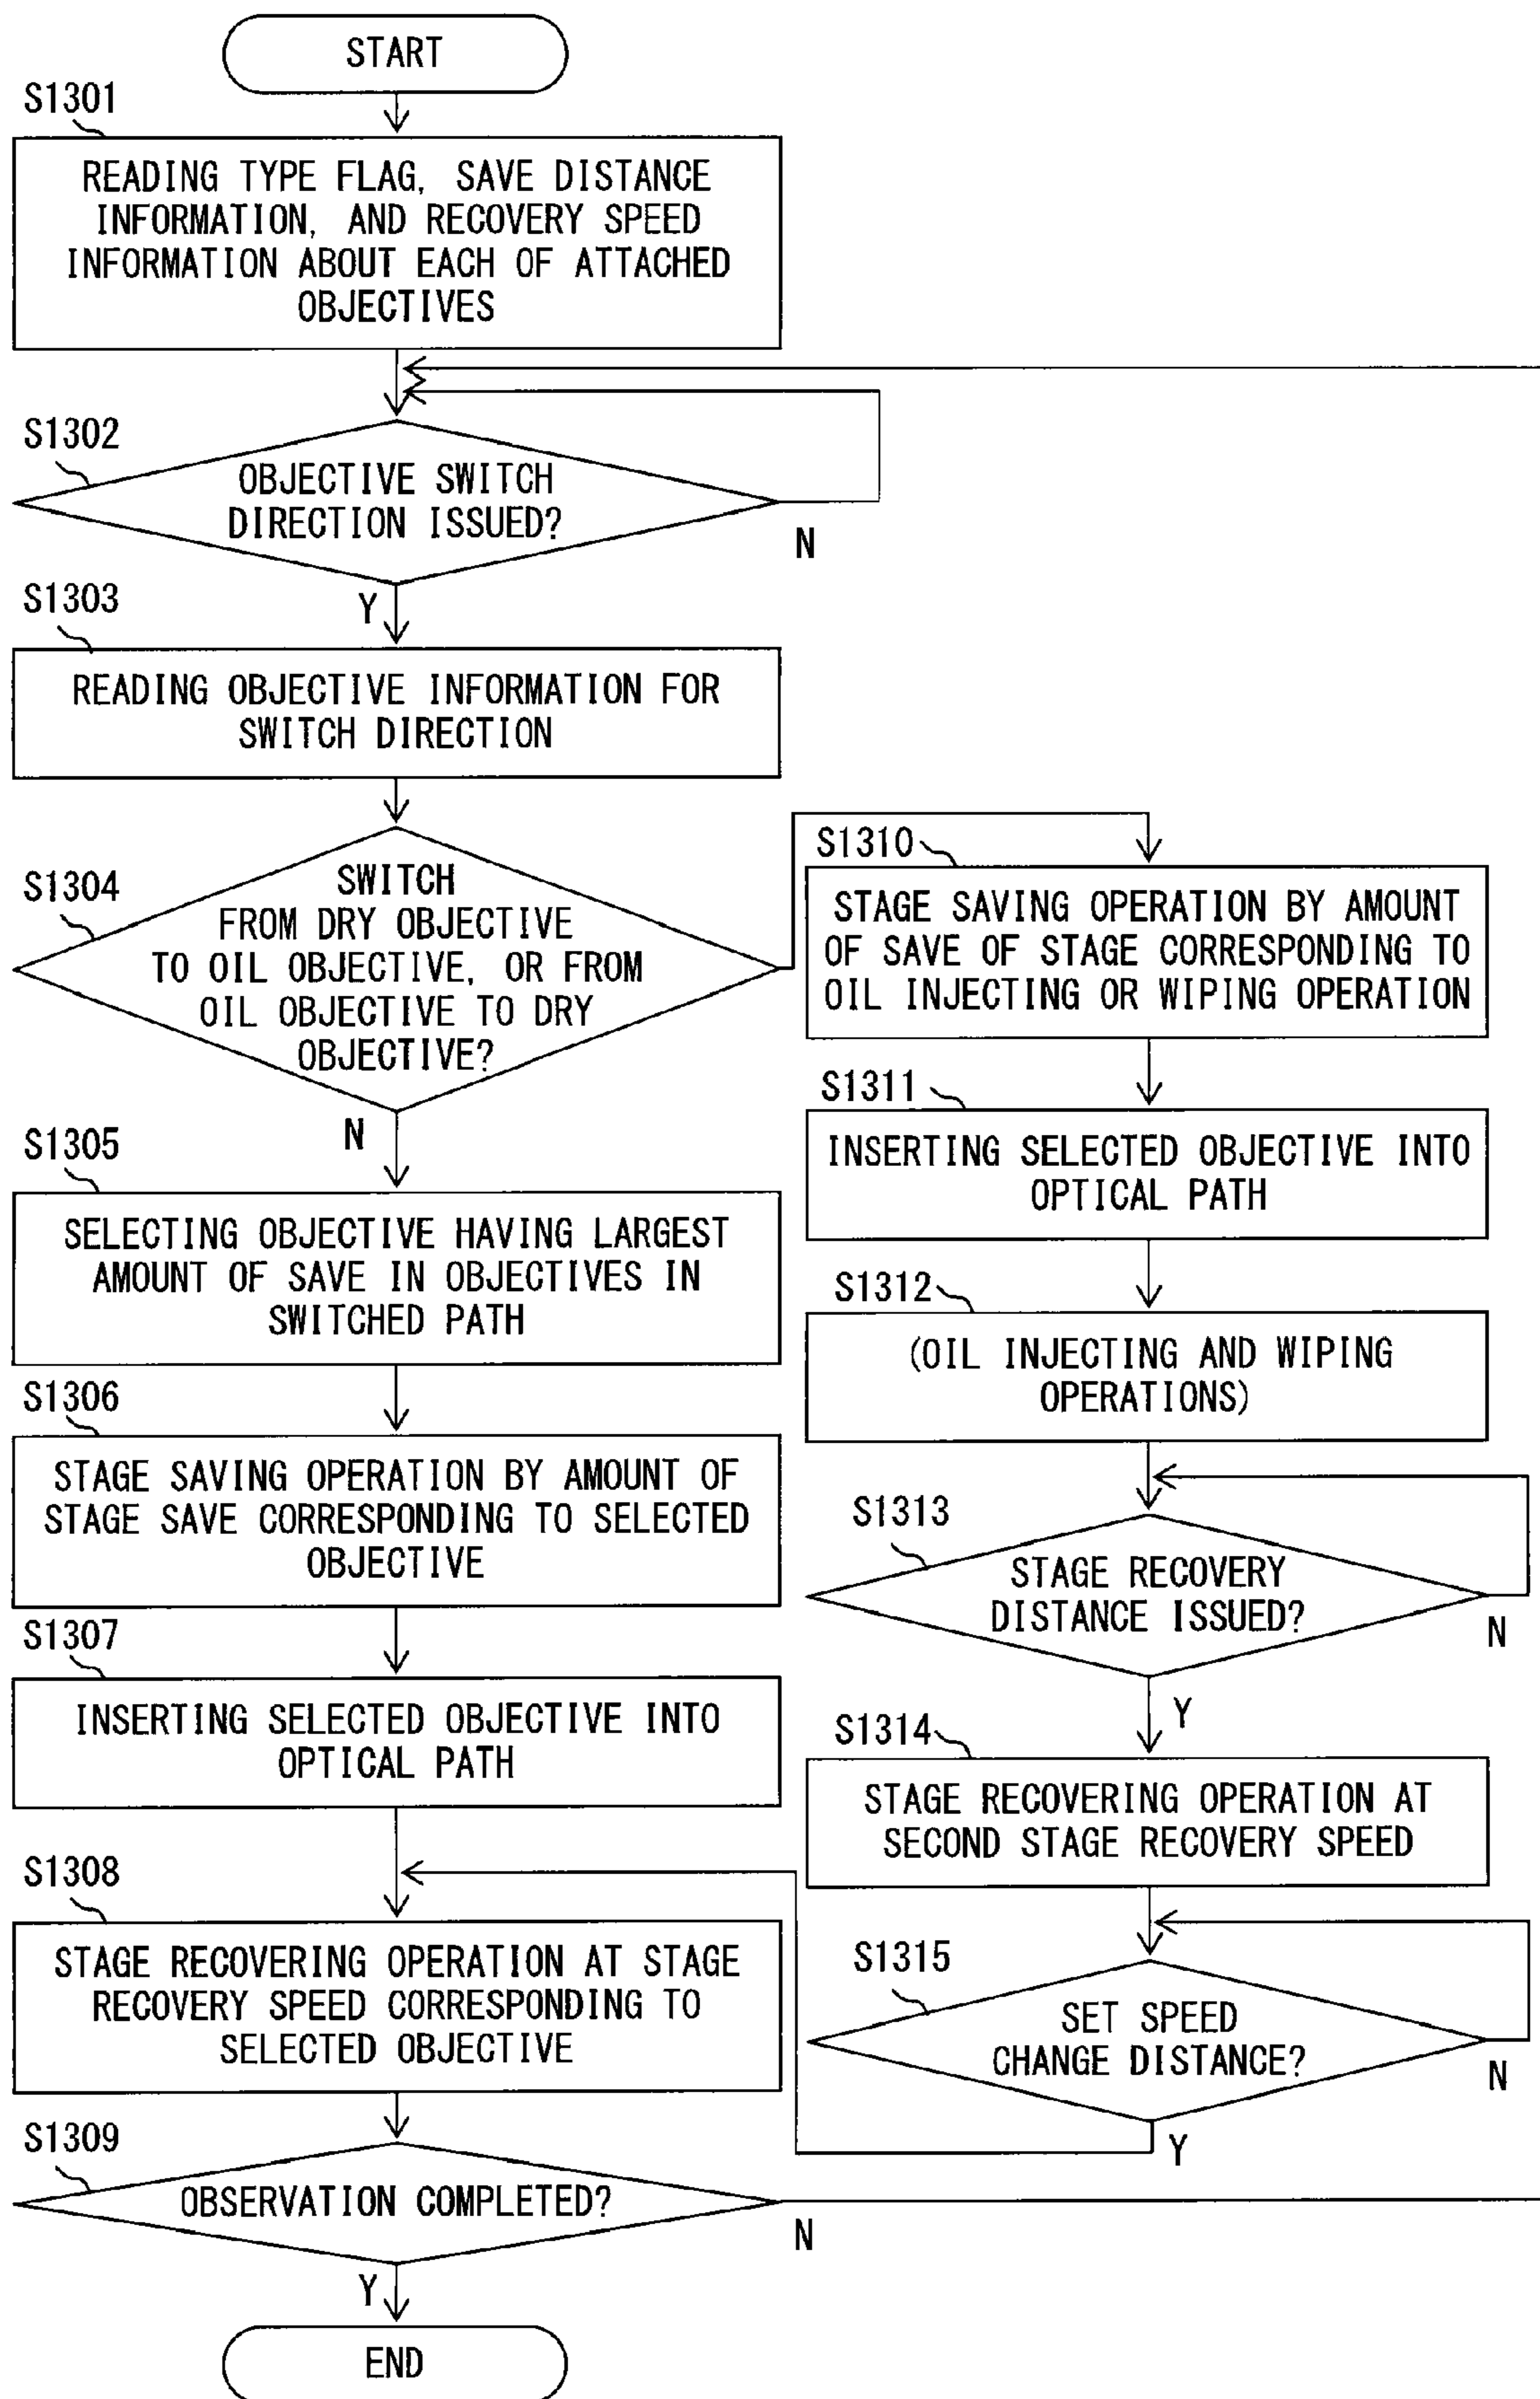 START
S1301
READING TYPE FLAG, SAVE DISTANCE
INFORMATION, AND RECOVERY SPEED
INFORMATION ABOUT EACH OF ATTACHED
OBJECTIVES
S1302
OBJECTIVE SWITCH
DIRECTION ISSUED?
N
Y
S1303
READING OBJECTIVE INFORMATION FOR
SWITCH DIRECTION
S1304
SWITCH
FROM DRY OBJECTIVE
TO OIL OBJECTIVE, OR FROM
OIL OBJECTIVE TO DRY
OBJECTIVE?
N
S1305
SELECTING OBJECTIVE HAVING LARGEST
AMOUNT OF SAVE IN OBJECTIVES IN
SWITCHED PATH
S1306
STAGE SAVING OPERATION BY AMOUNT OF
STAGE SAVE CORRESPONDING TO SELECTED
OBJECTIVE
S1307
INSERTING SELECTED OBJECTIVE INTO
OPTICAL PATH
S1308
STAGE RECOVERING OPERATION AT STAGE
RECOVERY SPEED CORRESPONDING TO
SELECTED OBJECTIVE
S1309
OBSERVATION COMPLETED?
N
Y
END
S1310
STAGE SAVING OPERATION BY AMOUNT
OF SAVE OF STAGE CORRESPONDING TO
OIL INJECTING OR WIPING OPERATION
S1311
INSERTING SELECTED OBJECTIVE INTO
OPTICAL PATH
S1312
(OIL INJECTING AND WIPING
OPERATIONS)
S1313
STAGE RECOVERY
DISTANCE ISSUED?
N
Y
S1314
STAGE RECOVERING OPERATION AT
SECOND STAGE RECOVERY SPEED
S1315
SET SPEED
CHANGE DISTANCE?
N
Y